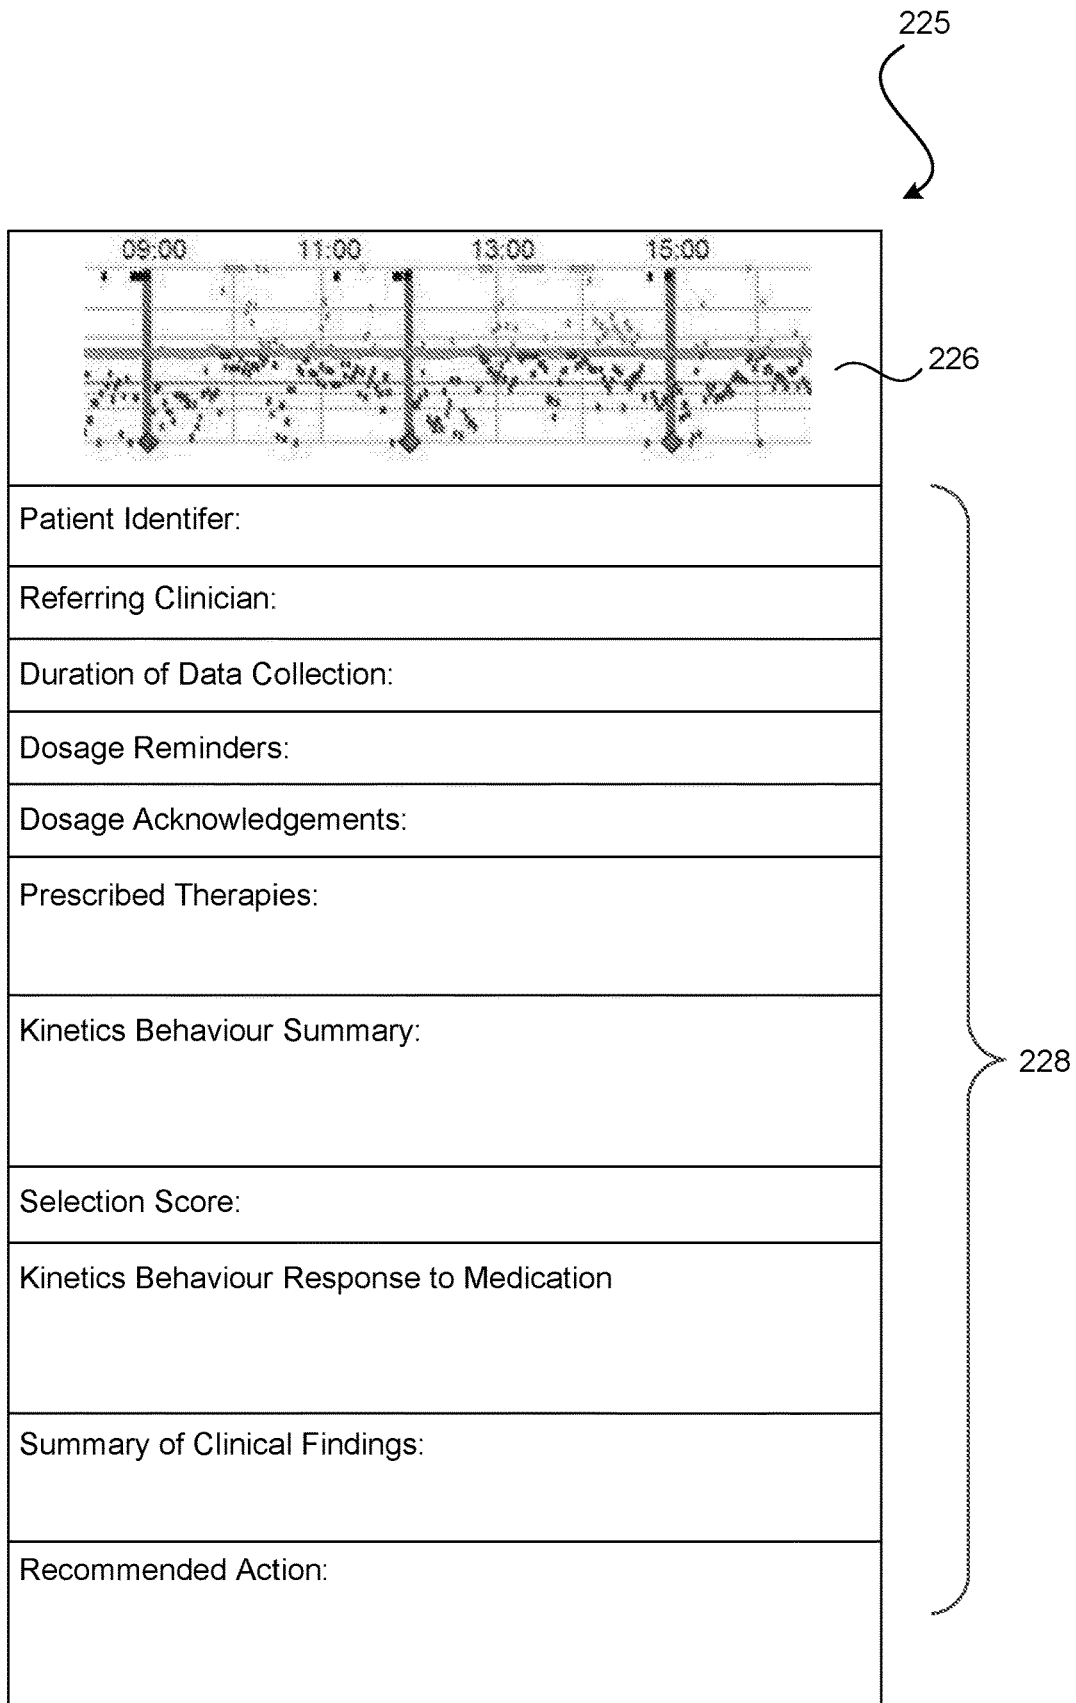 225
09:00 11:00 13:00 15:00
226
Patient Identifer:
Referring Clinician:
Duration of Data Collection:
Dosage Reminders:
Dosage Acknowledgements:
Prescribed Therapies:
Kinetics Behaviour Summary:
228
Selection Score:
Kinetics Behaviour Response to Medication
Summary of Clinical Findings:
Recommended Action: